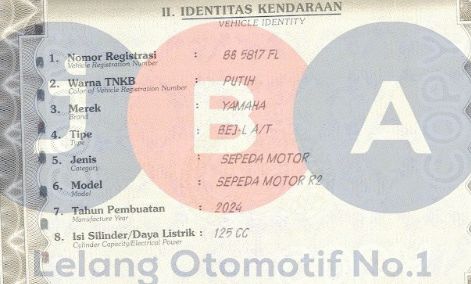 II. IDENTITAS KENDARAAN
VEHICLE IDENTITY
1. Nomor Registrasi : BB 5817 FL
Vehicle Registration Number
2. Warna TNKB : PUTIH
Color of Vehicle Registration Number
3. Merek : YAMAHA
Brand
4. Tipe : BEJ-L A/T
Type
5. Jenis : SEPEDA MOTOR
Category
6. Model : SEPEDA MOTOR R2
Model
7. Tahun Pembuatan : 2024
Manufacture Year
8. Isi Silinder/Daya Listrik : 125 CC
Cylinder Capacity/Electrical Power
BA
COPY
Lelang Otomotif No.1